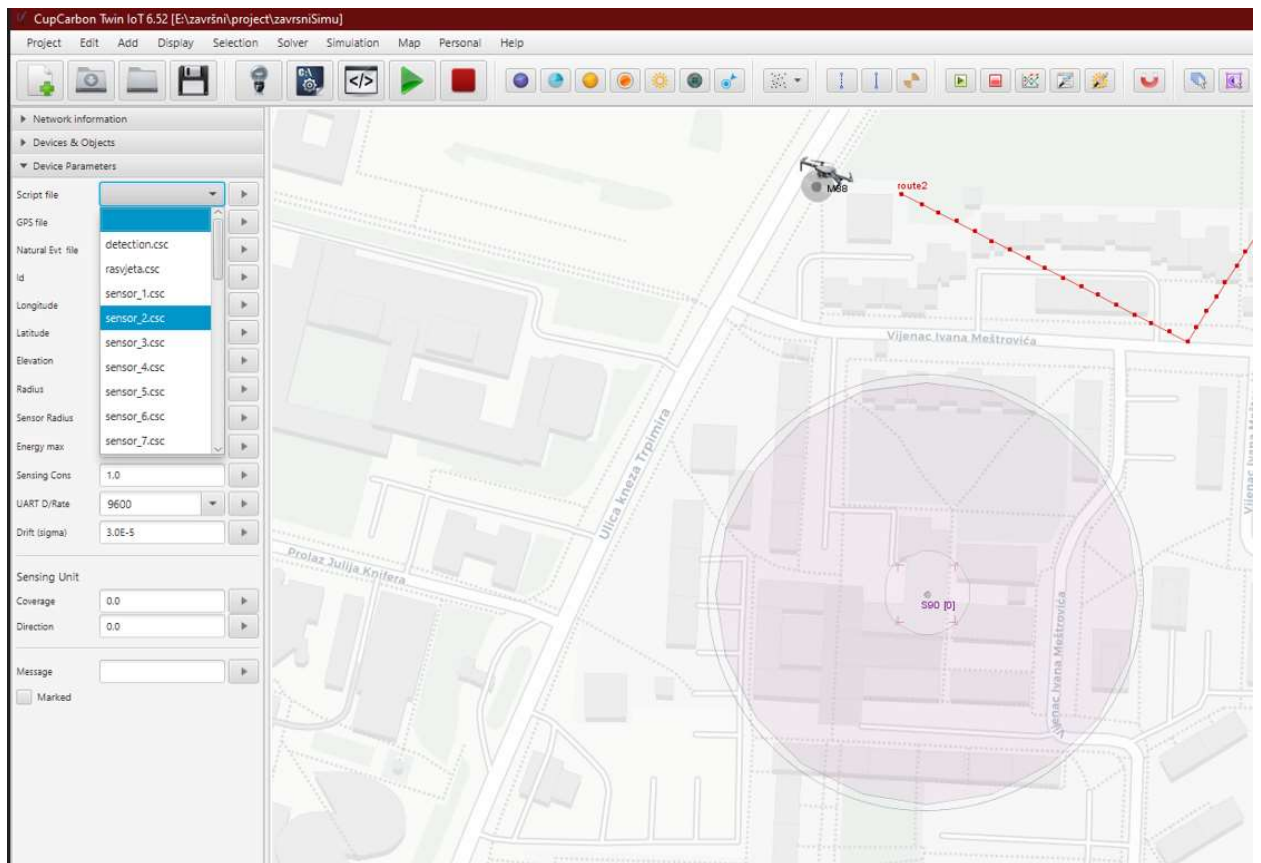 CupCarbon Twin IoT 6.52 [E:\završni\project\zavrsniSimu]
Project Edit Add Display Selection Solver Simulation Map Personal Help
Network information
Devices & Objects
Device Parameters
Script file
GPS file
Natural Evt file
detection.csc
Id
rasvjeta.csc
sensor_1.csc
Longitude
sensor_2.csc
Latitude
sensor_3.csc
Elevation
sensor_4.csc
Radius
sensor_5.csc
Sensor Radius
sensor_6.csc
Energy max
sensor_7.csc
Sensing Cons 1.0
UART D/Rate 9600
Drift (sigma) 3.0E-5
Sensing Unit
Coverage 0.0
Direction 0.0
Message
Marked
M88
route2
Vijenac Ivana Meštrovića
Ulica kneza Trpimira
Prolaz Julija Knifera
S90 [0]
Vijenac Ivana Meštrovića